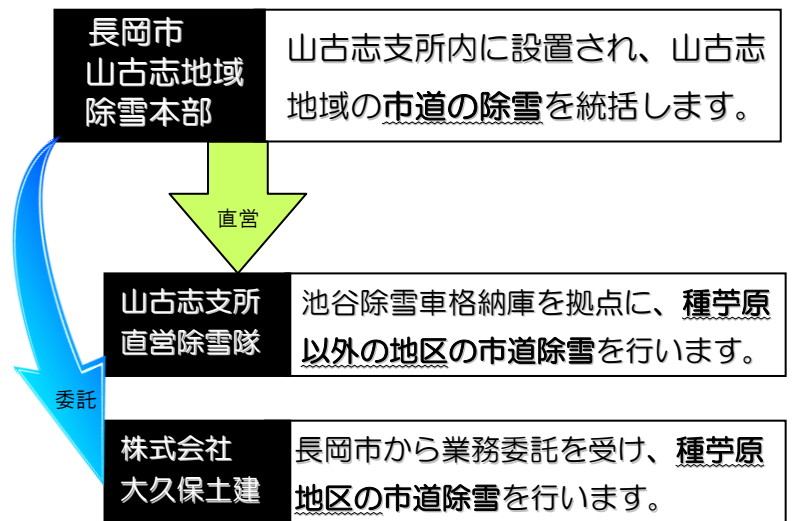 長岡市
山古志地域
除雪本部
山古志支所内に設置され、山古志
地域の市道の除雪を統括します。
直営
山古志支所
直営除雪隊
池谷除雪車格納庫を拠点に、種苧原
以外の地区の市道除雪を行います。
委託
株式会社
大久保土建
長岡市から業務委託を受け、種苧原
地区の市道除雪を行います。